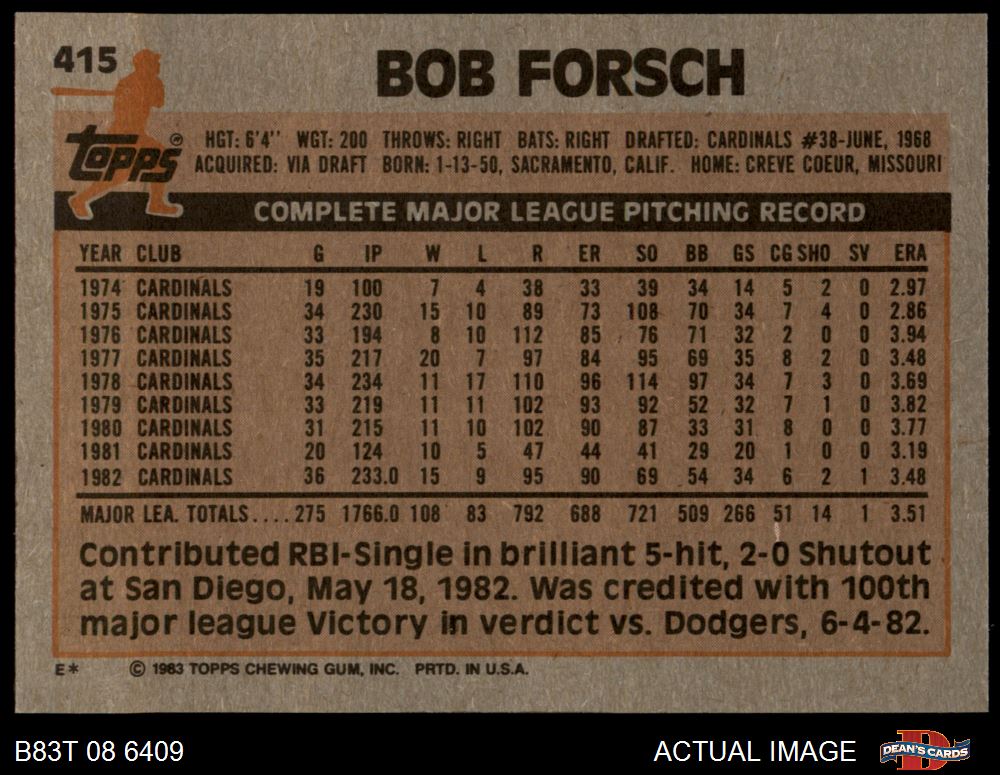 415
BOB FORSCH
topps
HGT: 6'4'' WGT: 200 THROWS: RIGHT BATS: RIGHT DRAFTED: CARDINALS #38-JUNE, 1968
ACQUIRED: VIA DRAFT BORN: 1-13-50, SACRAMENTO, CALIF. HOME: CREVE COEUR, MISSOURI
COMPLETE MAJOR LEAGUE PITCHING RECORD
YEAR CLUB G IP W L R ER SO BB GS CG SHO SV ERA
1974 CARDINALS 19 100 7 4 38 33 39 34 14 5 2 0 2.97
1975 CARDINALS 34 230 15 10 89 73 108 70 34 7 4 0 2.86
1976 CARDINALS 33 194 8 10 112 85 76 71 32 2 0 0 3.94
1977 CARDINALS 35 217 20 7 97 84 95 69 35 8 2 0 3.48
1978 CARDINALS 34 234 11 17 110 96 114 97 34 7 3 0 3.69
1979 CARDINALS 33 219 11 11 102 93 92 52 32 7 1 0 3.82
1980 CARDINALS 31 215 11 10 102 90 87 33 31 8 0 0 3.77
1981 CARDINALS 20 124 10 5 47 44 41 29 20 1 0 0 3.19
1982 CARDINALS 36 233.0 15 9 95 90 69 54 34 6 2 1 3.48
MAJOR LEA. TOTALS.... 275 1766.0 108 83 792 688 721 509 266 51 14 1 3.51
Contributed RBI-Single in brilliant 5-hit, 2-0 Shutout
at San Diego, May 18, 1982. Was credited with 100th
major league Victory in verdict vs. Dodgers, 6-4-82.
E* © 1983 TOPPS CHEWING GUM, INC. PRTD. IN U.S.A.
B83T 08 6409 ACTUAL IMAGE DEAN'S CARDS